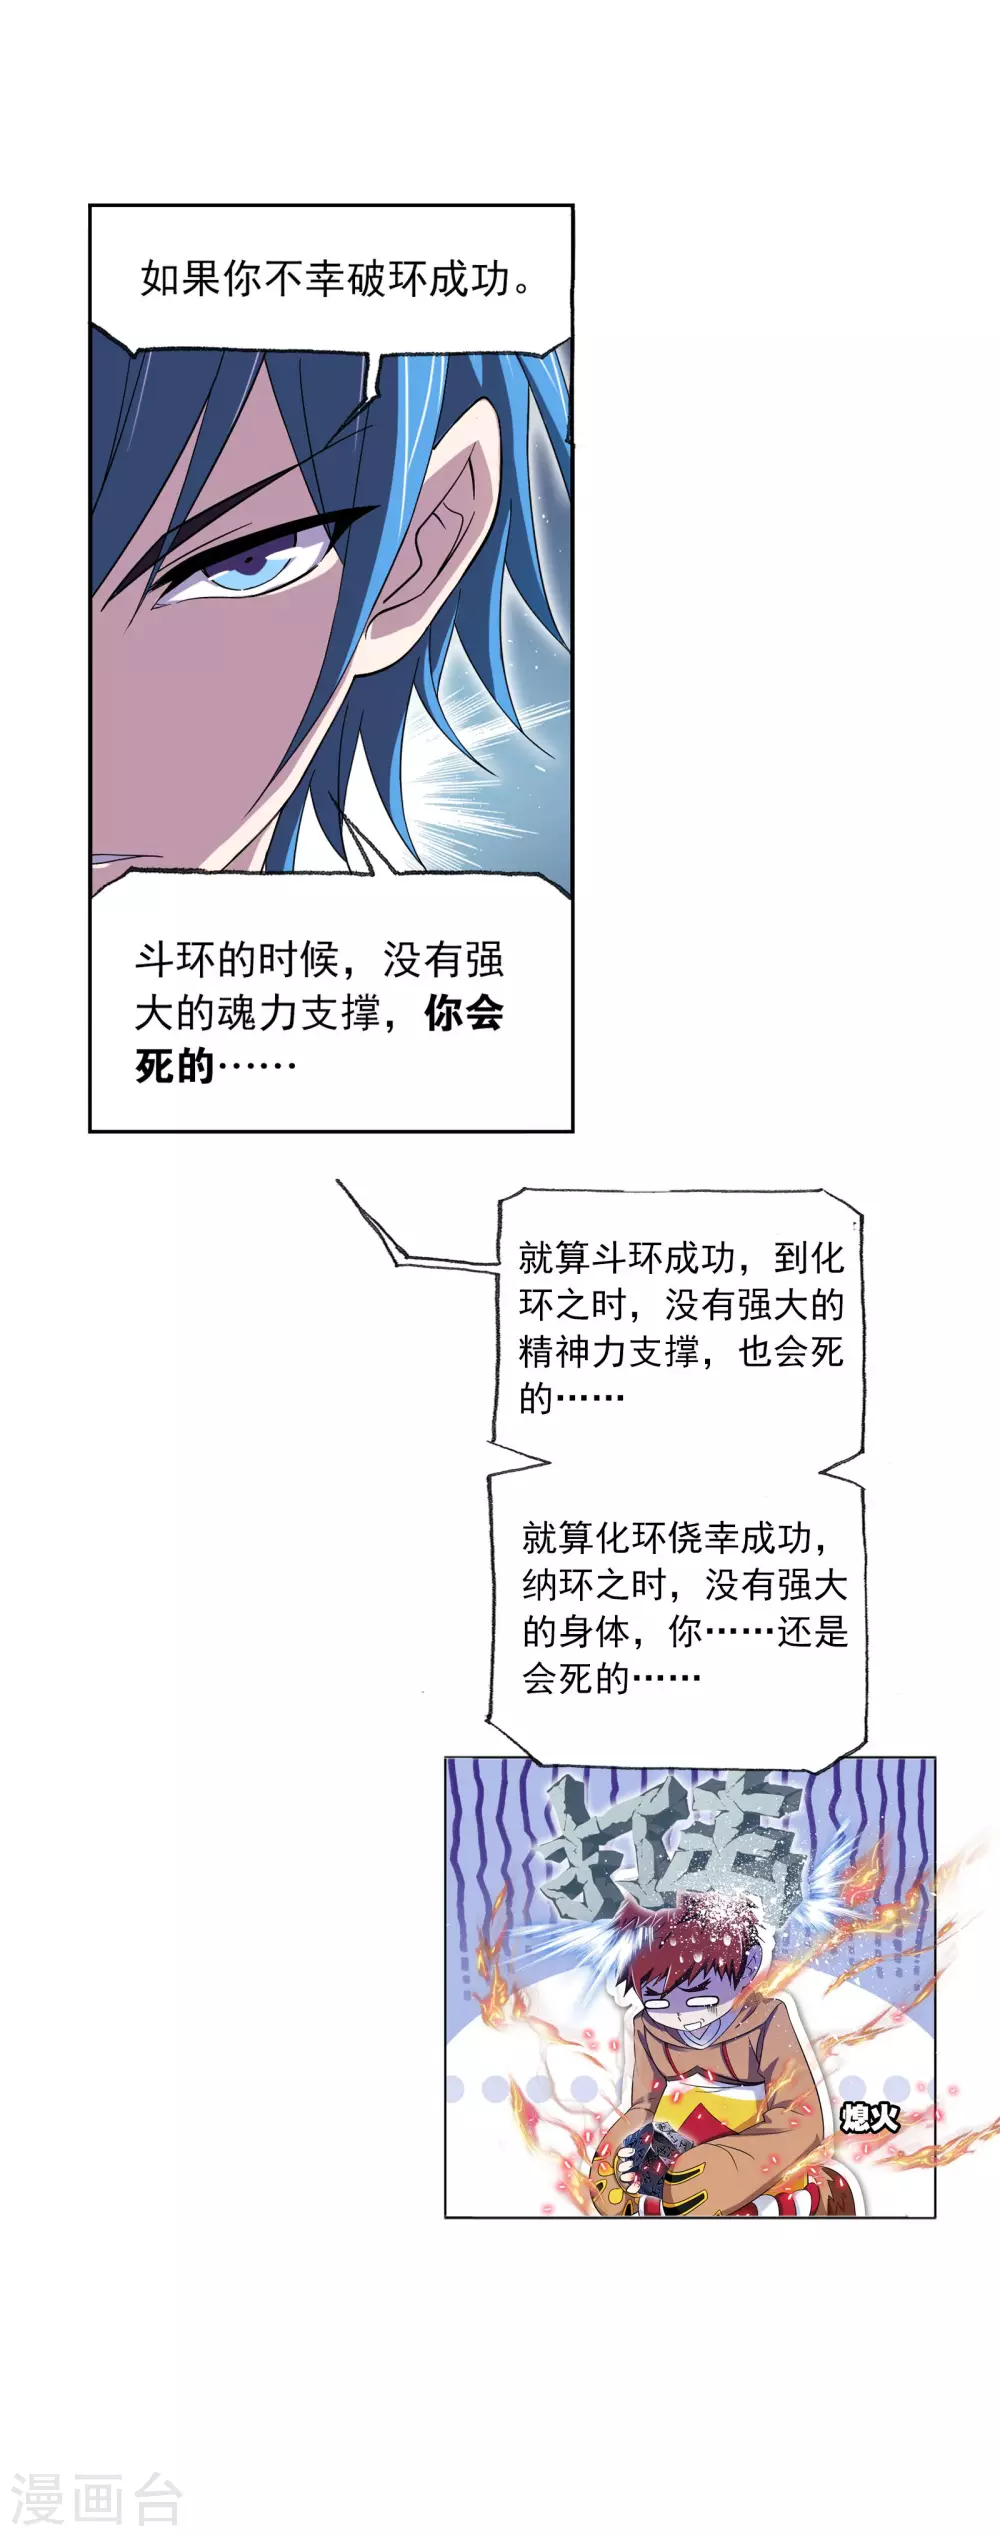 如果你不幸破环成功。
斗环的时候，没有强
大的魂力支撑，你会
死的……
就算斗环成功，到化
环之时，没有强大的
精神力支撑，也会死
的……
就算化环侥幸成功，
纳环之时，没有强大
的身体，你……还是
会死的……
打击
熄火
漫画台